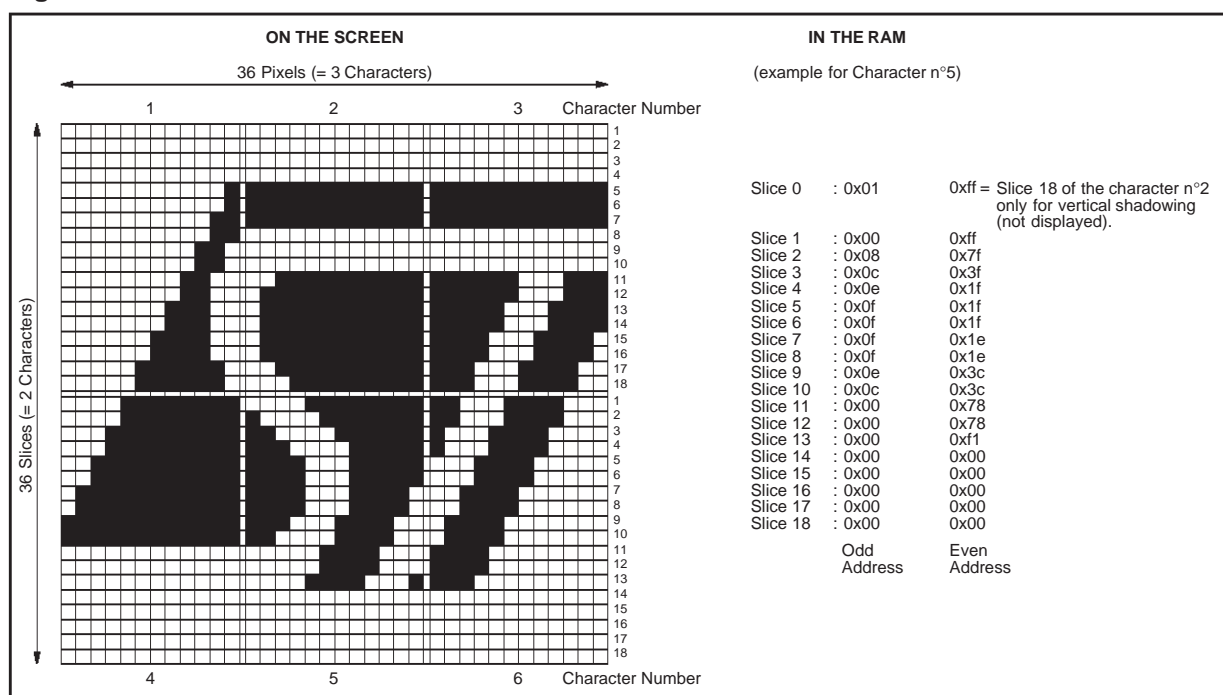 ON THE SCREEN
36 Pixels (= 3 Characters)
1 2 3 Character Number
36 Slices (= 2 Characters)
1
2
3
4
5
6
7
8
9
10
11
12
13
14
15
16
17
18
1
2
3
4
5
6
7
8
9
10
11
12
13
14
15
16
17
18
4 5 6 Character Number
IN THE RAM
(example for Character n°5)
Slice 0 : 0x01 0xff = Slice 18 of the character n°2
only for vertical shadowing
(not displayed).
Slice 1 : 0x00 0xff
Slice 2 : 0x08 0x7f
Slice 3 : 0x0c 0x3f
Slice 4 : 0x0e 0x1f
Slice 5 : 0x0f 0x1f
Slice 6 : 0x0f 0x1f
Slice 7 : 0x0f 0x1e
Slice 8 : 0x0f 0x1e
Slice 9 : 0x0e 0x3c
Slice 10 : 0x0c 0x3c
Slice 11 : 0x00 0x78
Slice 12 : 0x00 0x78
Slice 13 : 0x00 0xf1
Slice 14 : 0x00 0x00
Slice 15 : 0x00 0x00
Slice 16 : 0x00 0x00
Slice 17 : 0x00 0x00
Slice 18 : 0x00 0x00
Odd Even
Address Address